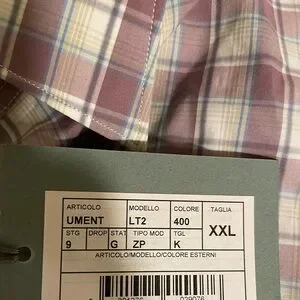 ARTICOLO MODELLO COLORE TAGLIA
UMENT LT2 400 XXL
STG DROP STAT TIPO MOD TGL
9 G ZP K
ARTICOLO/MODELLO/COLORE ESTERNI